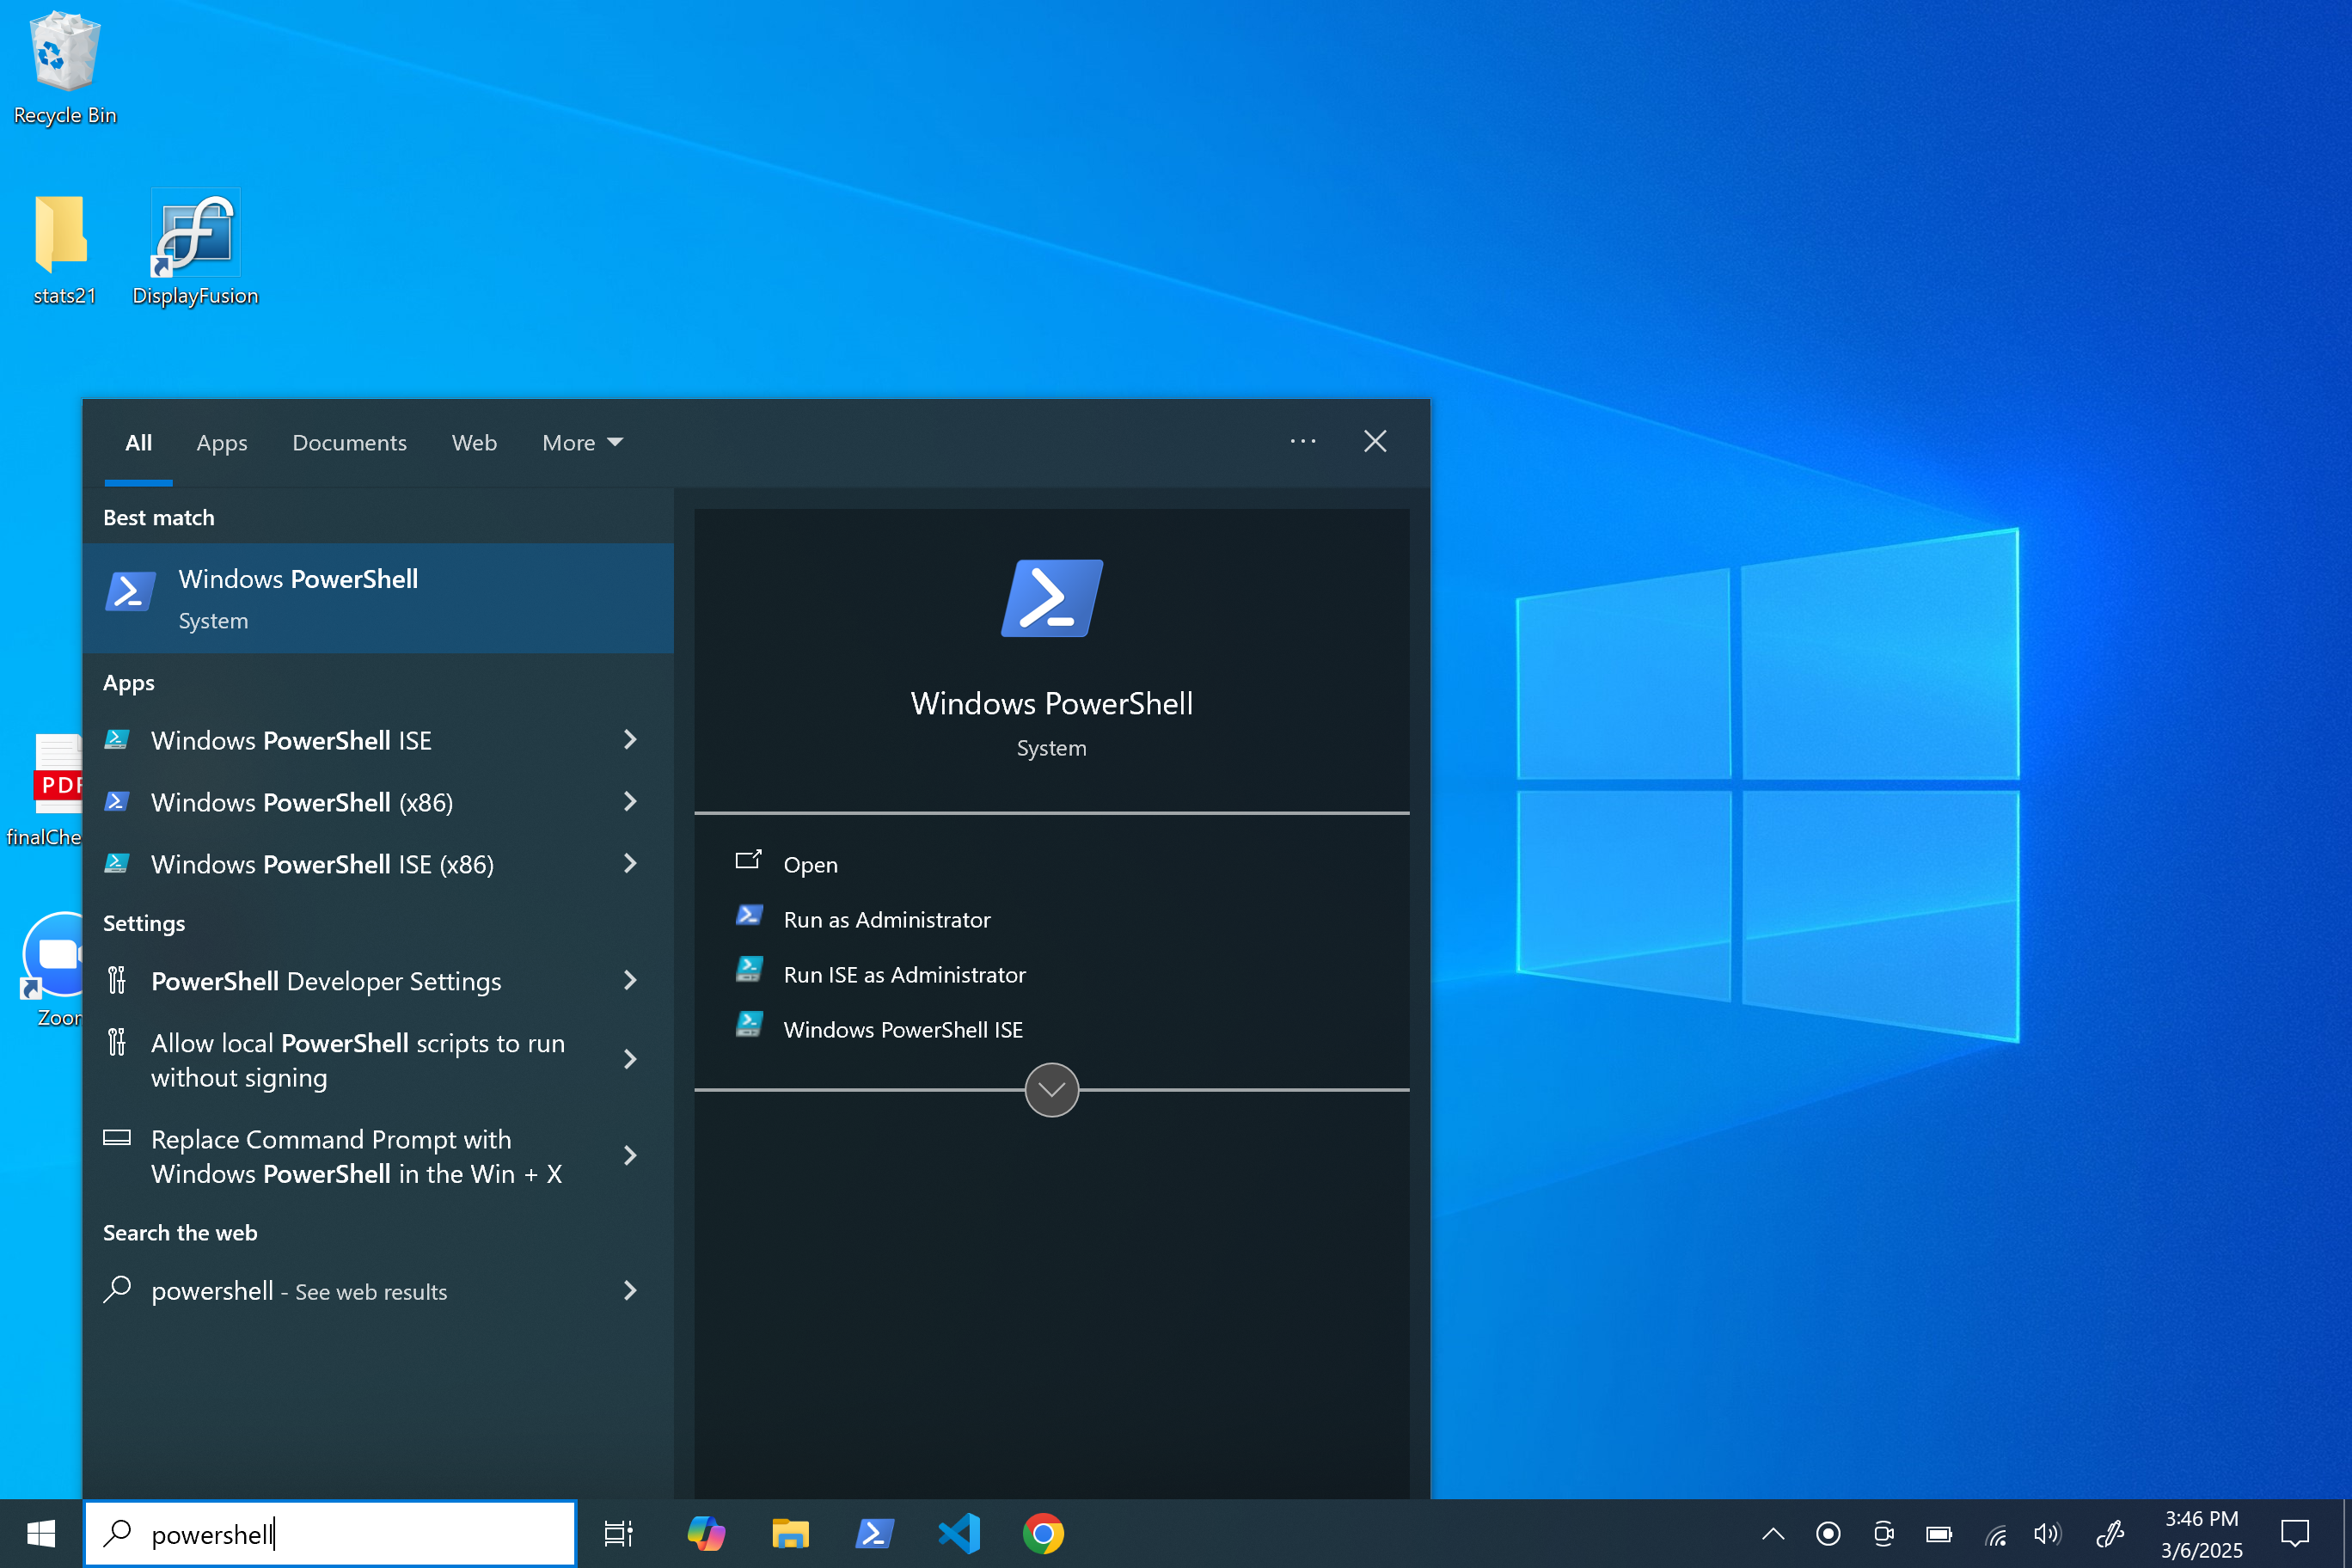 Recycle Bin
stats21
DisplayFusion
PDF
finalChe
Zoom
All Apps Documents Web More
Best match
Windows PowerShell
System
Apps
Windows PowerShell ISE
Windows PowerShell (x86)
Windows PowerShell ISE (x86)
Settings
PowerShell Developer Settings
Allow local PowerShell scripts to run
without signing
Replace Command Prompt with
Windows PowerShell in the Win + X
Search the web
powershell - See web results
Windows PowerShell
System
Open
Run as Administrator
Run ISE as Administrator
Windows PowerShell ISE
powershell
3:46 PM
3/6/2025